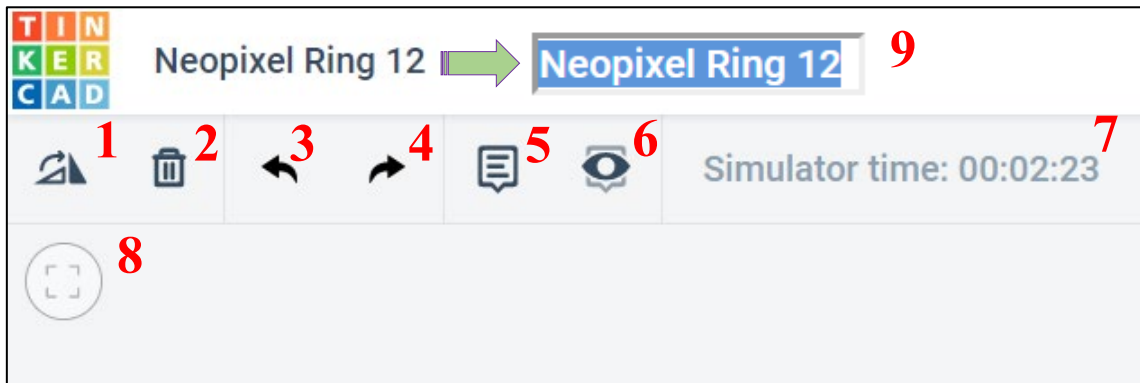 TIN
KER
CAD
Neopixel Ring 12 Neopixel Ring 12 9
1 2 3 4 5 6 Simulator time: 00:02:23 7
8